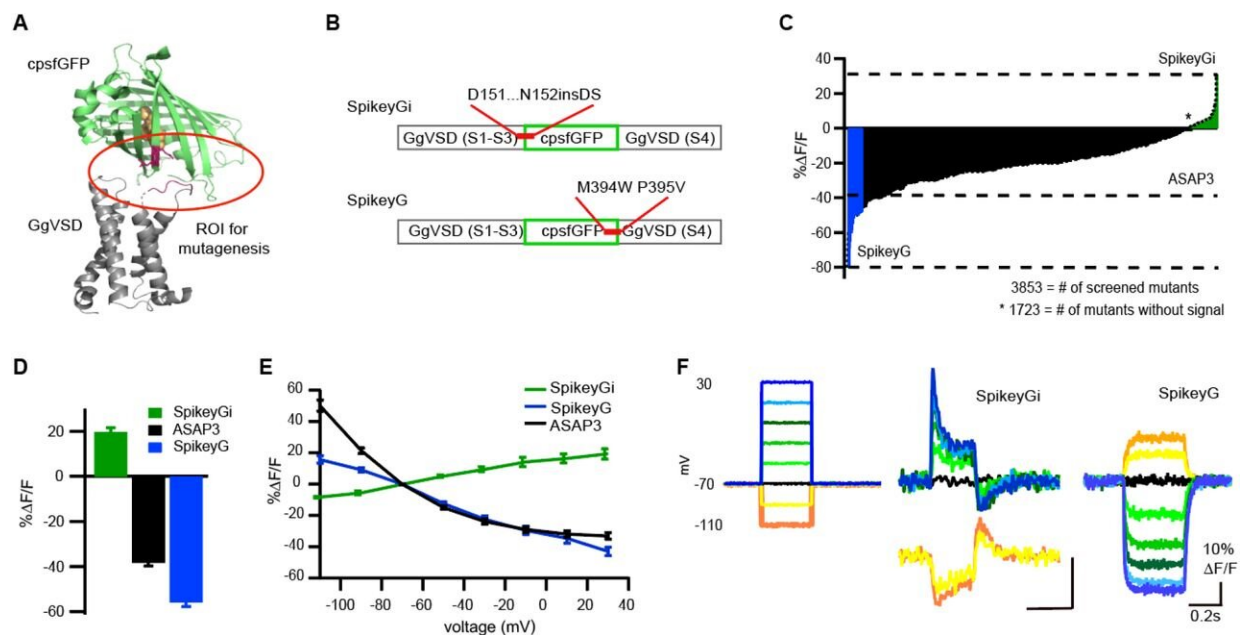 A
cpsfGFP
GgVSD
ROI for
mutagenesis
B
D151...N152insDS
SpikeyGi
GgVSD (S1-S3) cpsfGFP GgVSD (S4)
M394W P395V
SpikeyG
GgVSD (S1-S3) cpsfGFP GgVSD (S4)
C
%ΔF/F
40
20
0
-20
-40
-60
-80
SpikeyGi
*
ASAP3
SpikeyG
3853 = # of screened mutants
* 1723 = # of mutants without signal
D
%ΔF/F
20
0
-20
-40
-60
SpikeyGi
ASAP3
SpikeyG
E
%ΔF/F
60
40
20
0
-20
-40
-60
SpikeyGi
SpikeyG
ASAP3
-100 -80 -60 -40 -20 0 20 40
voltage (mV)
F
30
mV
-70
-110
SpikeyGi
SpikeyG
10%
ΔF/F
0.2s